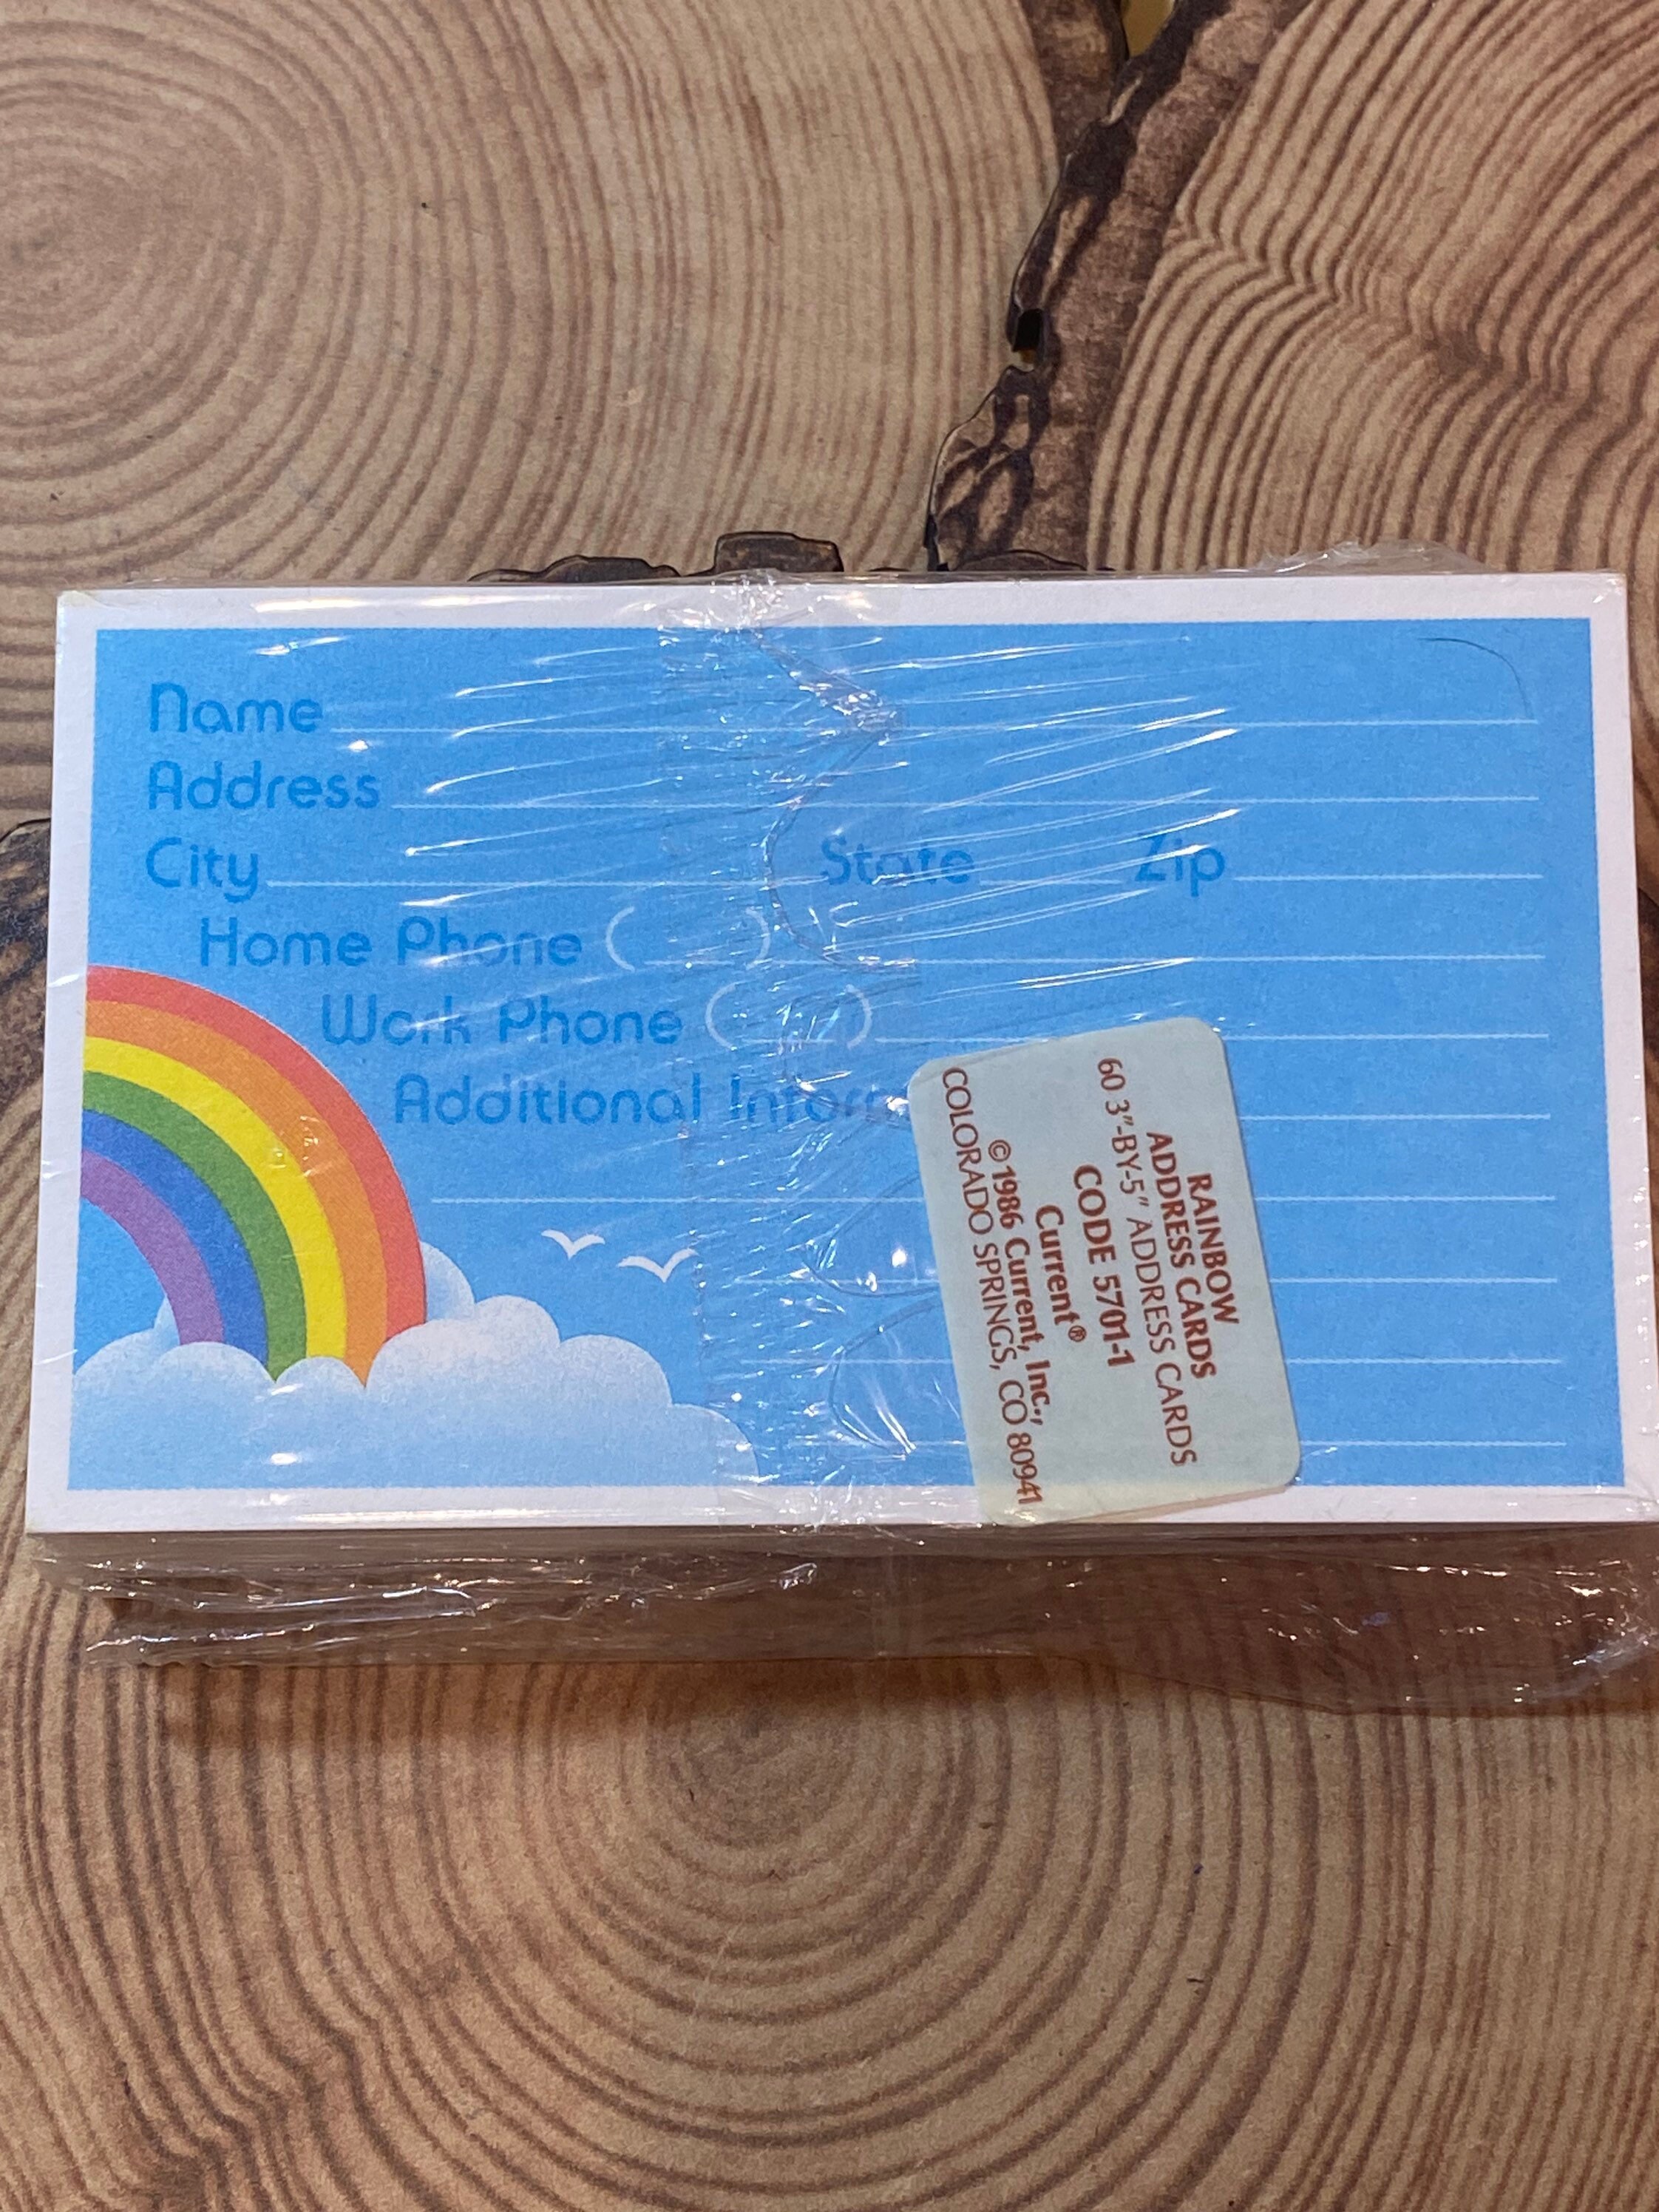 Name
Address
City State Zip
Home Phone ( )
Work Phone ( )
Additional
RAINBOW
ADDRESS CARDS
60 3"-BY-5" ADDRESS CARDS
CODE 5701-1
Current®
©1986 Current, Inc.,
COLORADO SPRINGS, CO 80941